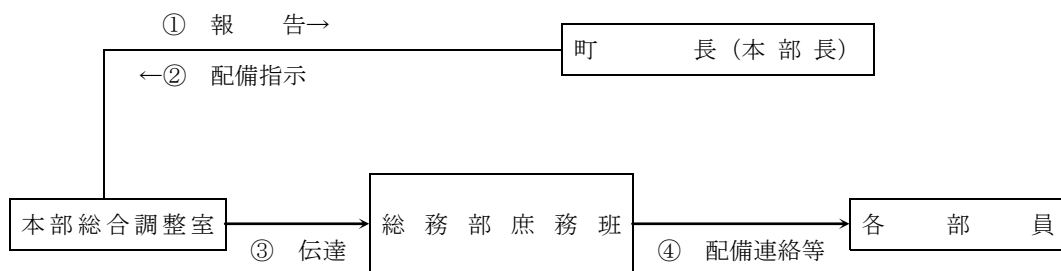 ① 報 告→
町 長（本 部 長）
←② 配備指示
本部総合調整室
総 務 部 庶 務 班
各 部 員
③ 伝達
④ 配備連絡等